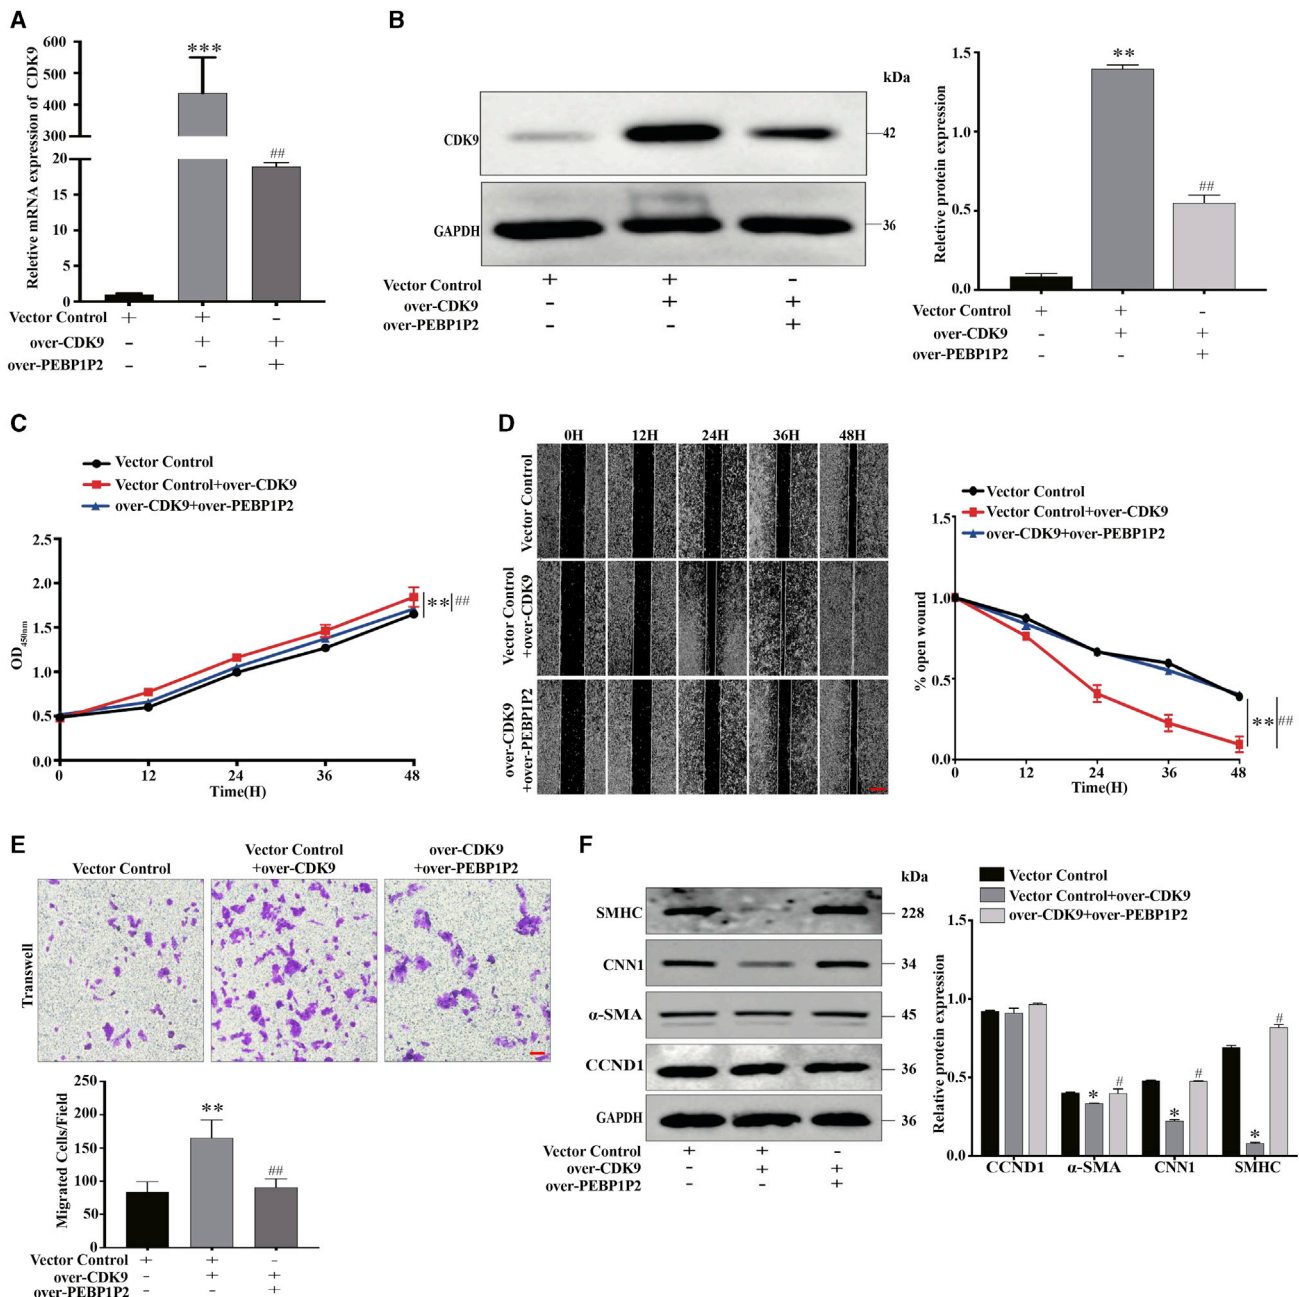 A
Reletive mRNA expression of CDK9
600
500
400
300
200
20
15
10
5
0
***
##
Vector Control + + -
over-CDK9 - + +
over-PEBP1P2 - - +
B
kDa
CDK9
42
GAPDH
36
Vector Control + + -
over-CDK9 - + +
over-PEBP1P2 - - +
Reletive protein expression
1.5
1.0
0.5
0.0
**
##
Vector Control + + -
over-CDK9 - + +
over-PEBP1P2 - - +
C
Vector Control
Vector Control+over-CDK9
over-CDK9+over-PEBP1P2
OD450nm
2.5
2.0
1.5
1.0
0.5
0.0
0 12 24 36 48
Time(H)
** ##
D
0H 12H 24H 36H 48H
Vector Control
Vector Control
+over-CDK9
over-CDK9
+over-PEBP1P2
Vector Control
Vector Control+over-CDK9
over-CDK9+over-PEBP1P2
% open wound
1.5
1.0
0.5
0.0
0 12 24 36 48
Time(H)
** ##
E
Vector Control
Vector Control
+over-CDK9
over-CDK9
+over-PEBP1P2
Transwell
Migrated Cells/Field
250
200
150
100
50
0
**
##
Vector Control + + -
over-CDK9 - + +
over-PEBP1P2 - - +
F
kDa
SMHC
228
CNN1
34
α-SMA
45
CCND1
36
GAPDH
36
Vector Control + + -
over-CDK9 - + +
over-PEBP1P2 - - +
Vector Control
Vector Control+over-CDK9
over-CDK9+over-PEBP1P2
Relative protein expression
1.5
1.0
0.5
0.0
* #
* #
* #
CCND1 α-SMA CNN1 SMHC